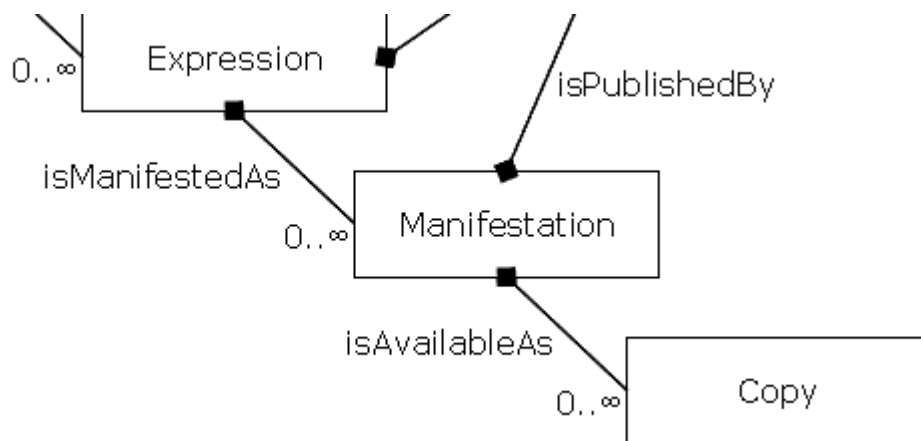 Expression
0..∞
isPublishedBy
isManifestedAs
Manifestation
0..∞
isAvailableAs
Copy
0..∞